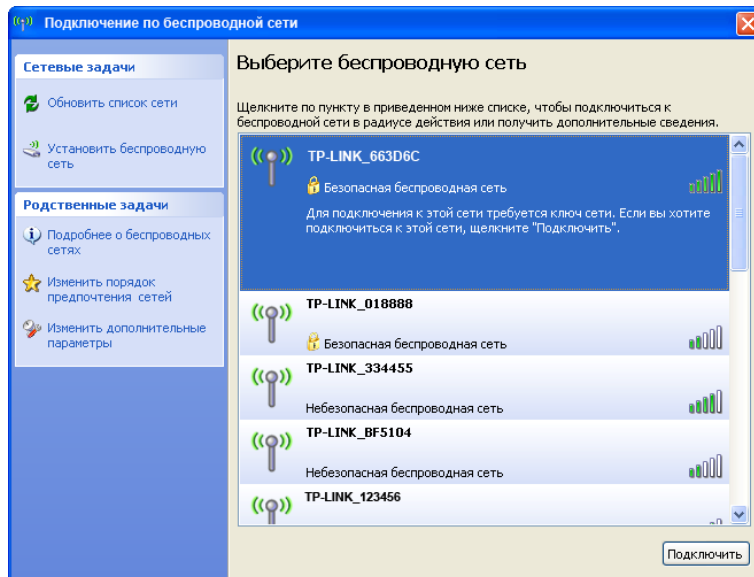 Подключение по беспроводной сети
Сетевые задачи
Обновить список сети
Установить беспроводную
сеть
Родственные задачи
Подробнее о беспроводных
сетях
Изменить порядок
предпочтения сетей
Изменить дополнительные
параметры
Выберите беспроводную сеть
Щелкните по пункту в приведенном ниже списке, чтобы подключиться к
беспроводной сети в радиусе действия или получить дополнительные сведения.
TP-LINK_663D6C
Безопасная беспроводная сеть
Для подключения к этой сети требуется ключ сети. Если вы хотите
подключиться к этой сети, щелкните "Подключить".
TP-LINK_018888
Безопасная беспроводная сеть
TP-LINK_334455
Небезопасная беспроводная сеть
TP-LINK_BF5104
Небезопасная беспроводная сеть
TP-LINK_123456
Подключить